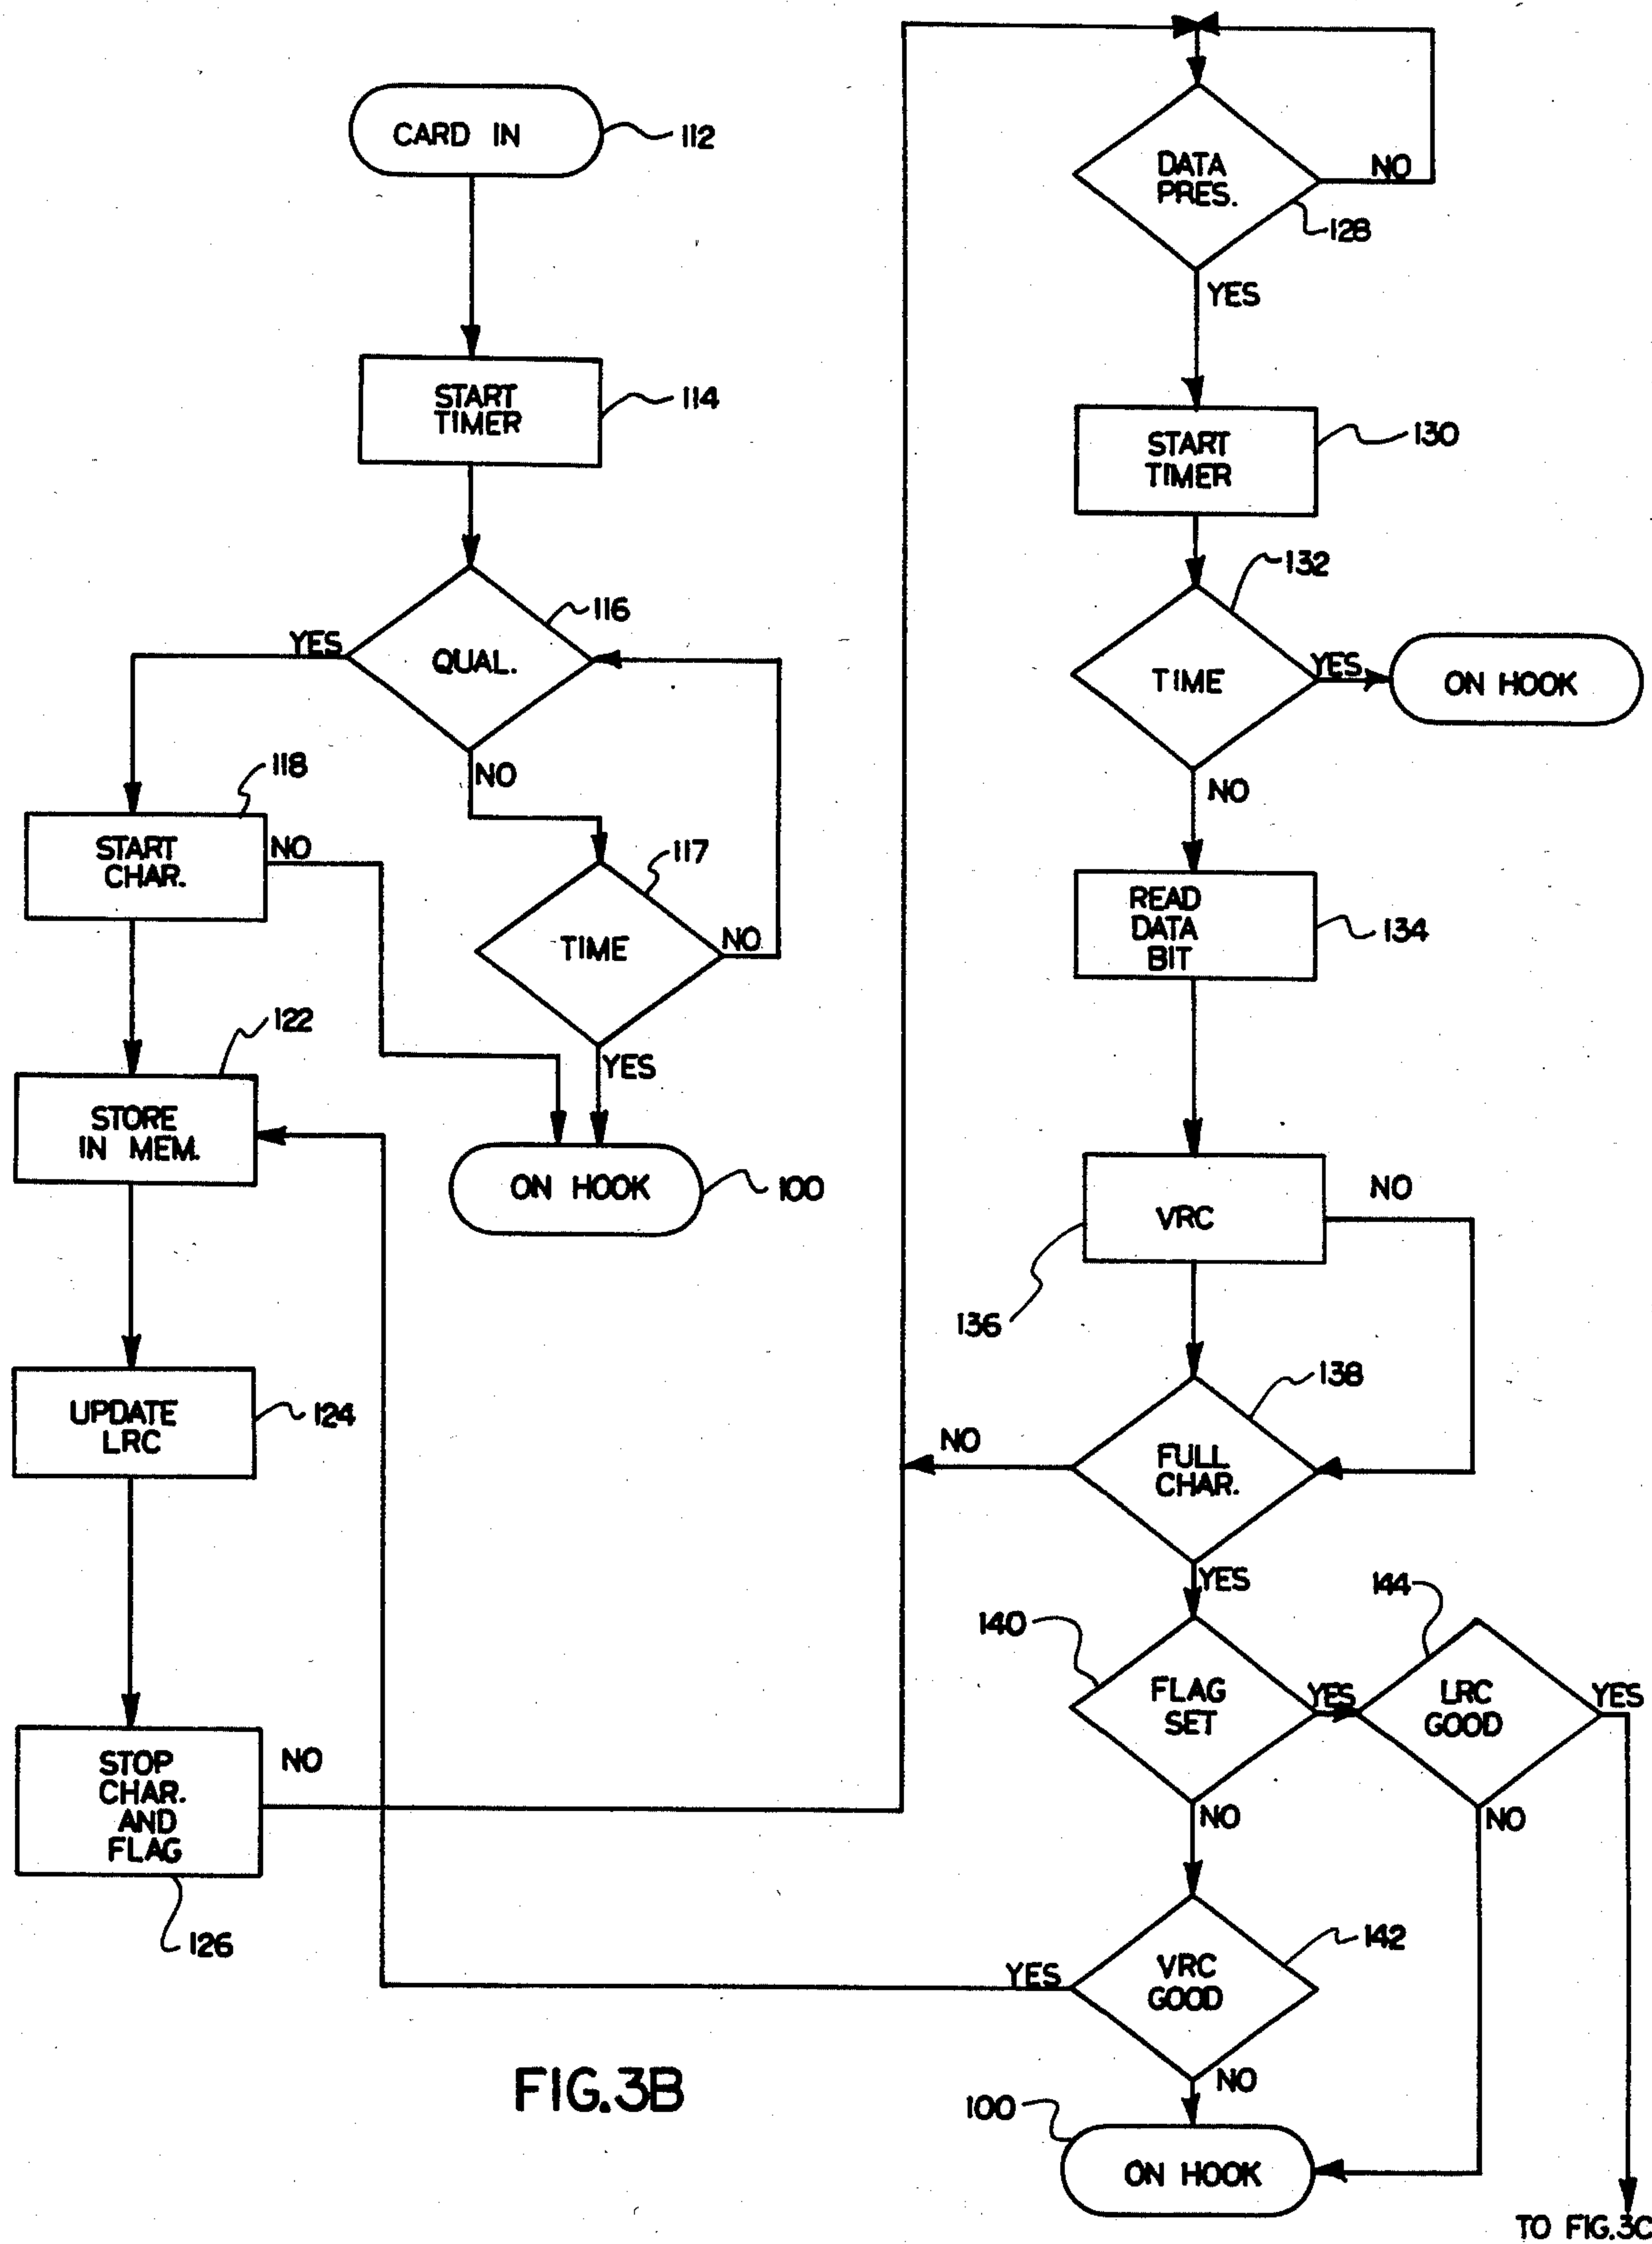 CARD IN
112
START
TIMER
114
QUAL.
116
YES
NO
START
CHAR.
118
NO
TIME
117
NO
YES
ON HOOK
100
STORE
IN MEM.
122
UPDATE
LRC
124
STOP
CHAR.
AND
FLAG
126
NO
DATA
PRES.
128
NO
YES
START
TIMER
130
TIME
132
YES
ON HOOK
NO
READ
DATA
BIT
134
VRC
136
NO
FULL
CHAR.
138
NO
YES
FLAG
SET
140
YES
NO
LRC
GOOD
144
YES
NO
VRC
GOOD
142
YES
NO
ON HOOK
100
TO FIG.3C
FIG.3B